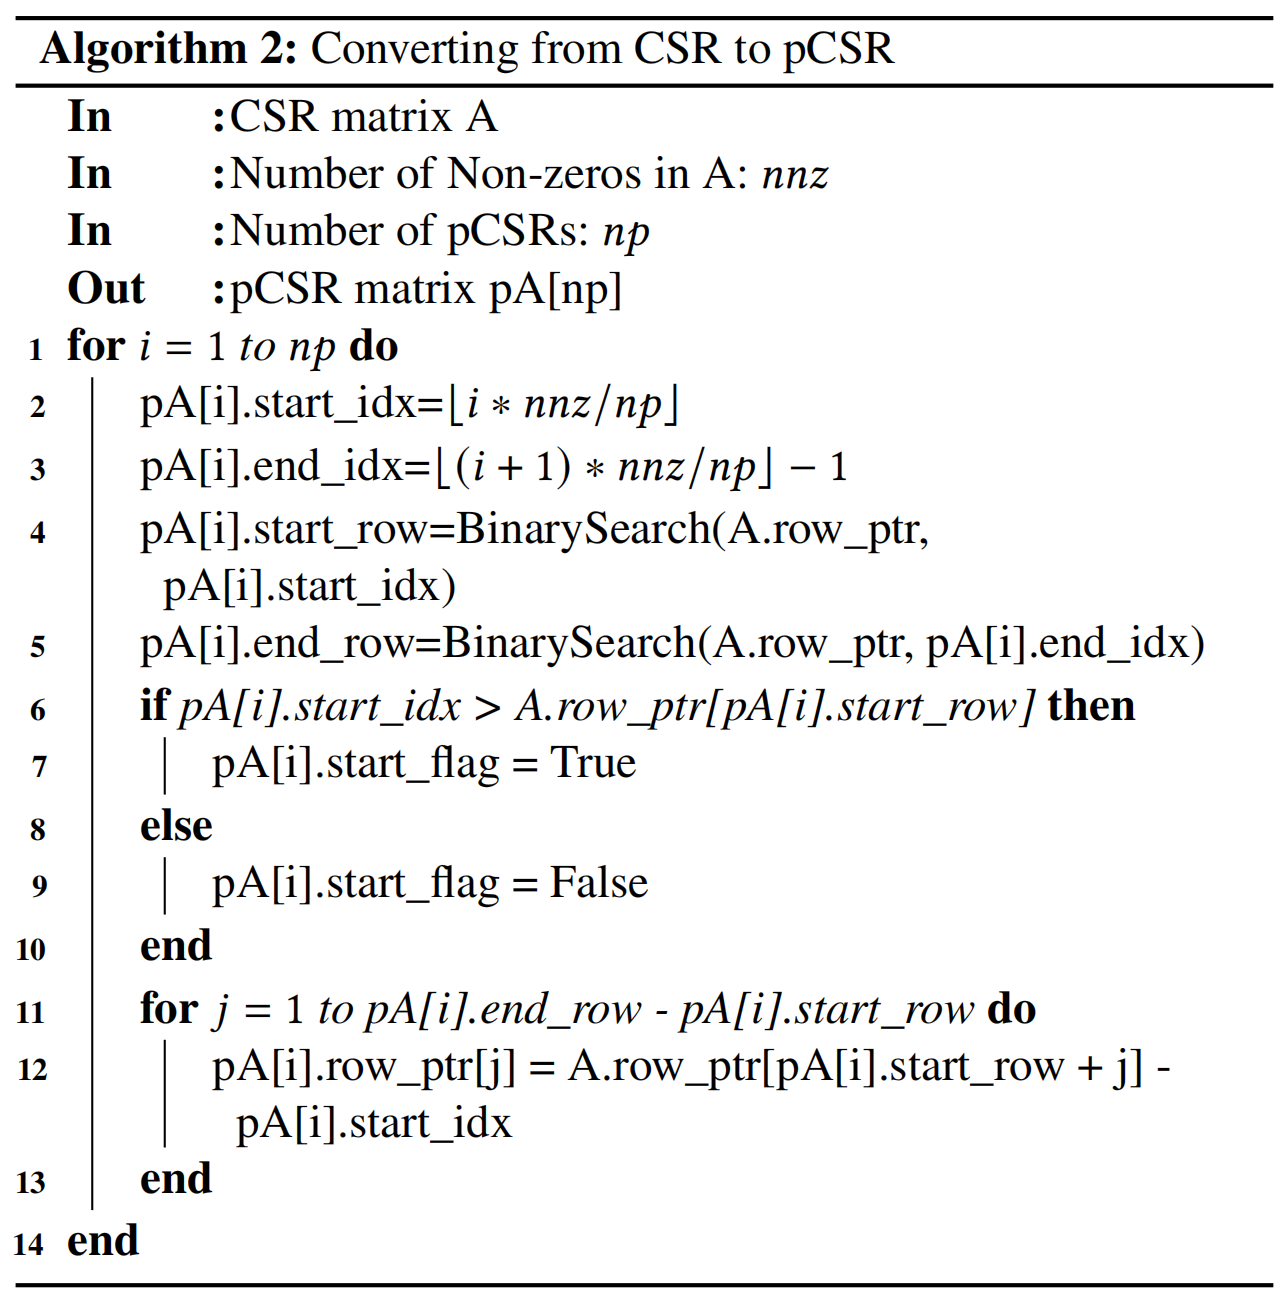 Algorithm 2: Converting from CSR to pCSR
In :CSR matrix A
In :Number of Non-zeros in A: nnz
In :Number of pCSRs: np
Out :pCSR matrix pA[np]
1 for i = 1 to np do
2 pA[i].start_idx=⌊i ∗ nnz/np⌋
3 pA[i].end_idx=⌊(i + 1) ∗ nnz/np⌋ − 1
4 pA[i].start_row=BinarySearch(A.row_ptr,
pA[i].start_idx)
5 pA[i].end_row=BinarySearch(A.row_ptr, pA[i].end_idx)
6 if pA[i].start_idx > A.row_ptr[pA[i].start_row] then
7 pA[i].start_flag = True
8 else
9 pA[i].start_flag = False
10 end
11 for j = 1 to pA[i].end_row - pA[i].start_row do
12 pA[i].row_ptr[j] = A.row_ptr[pA[i].start_row + j] -
pA[i].start_idx
13 end
14 end